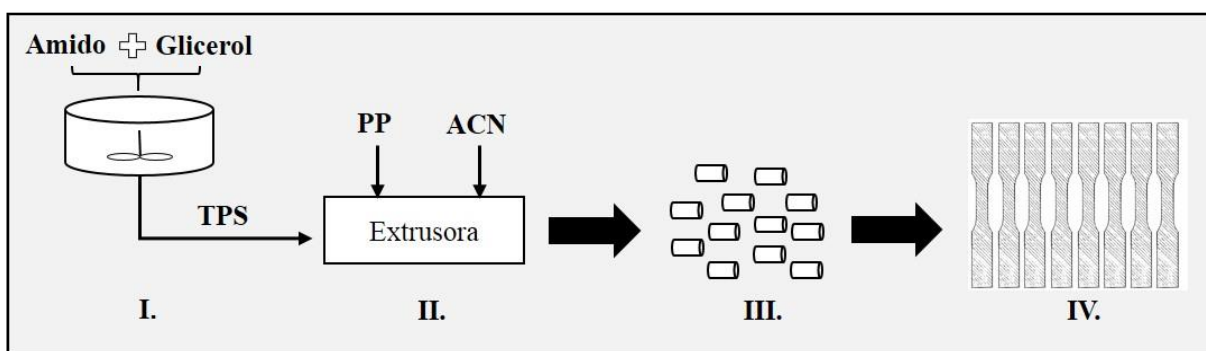 Amido Glicerol
PP ACN
TPS
Extrusora
I. II. III. IV.